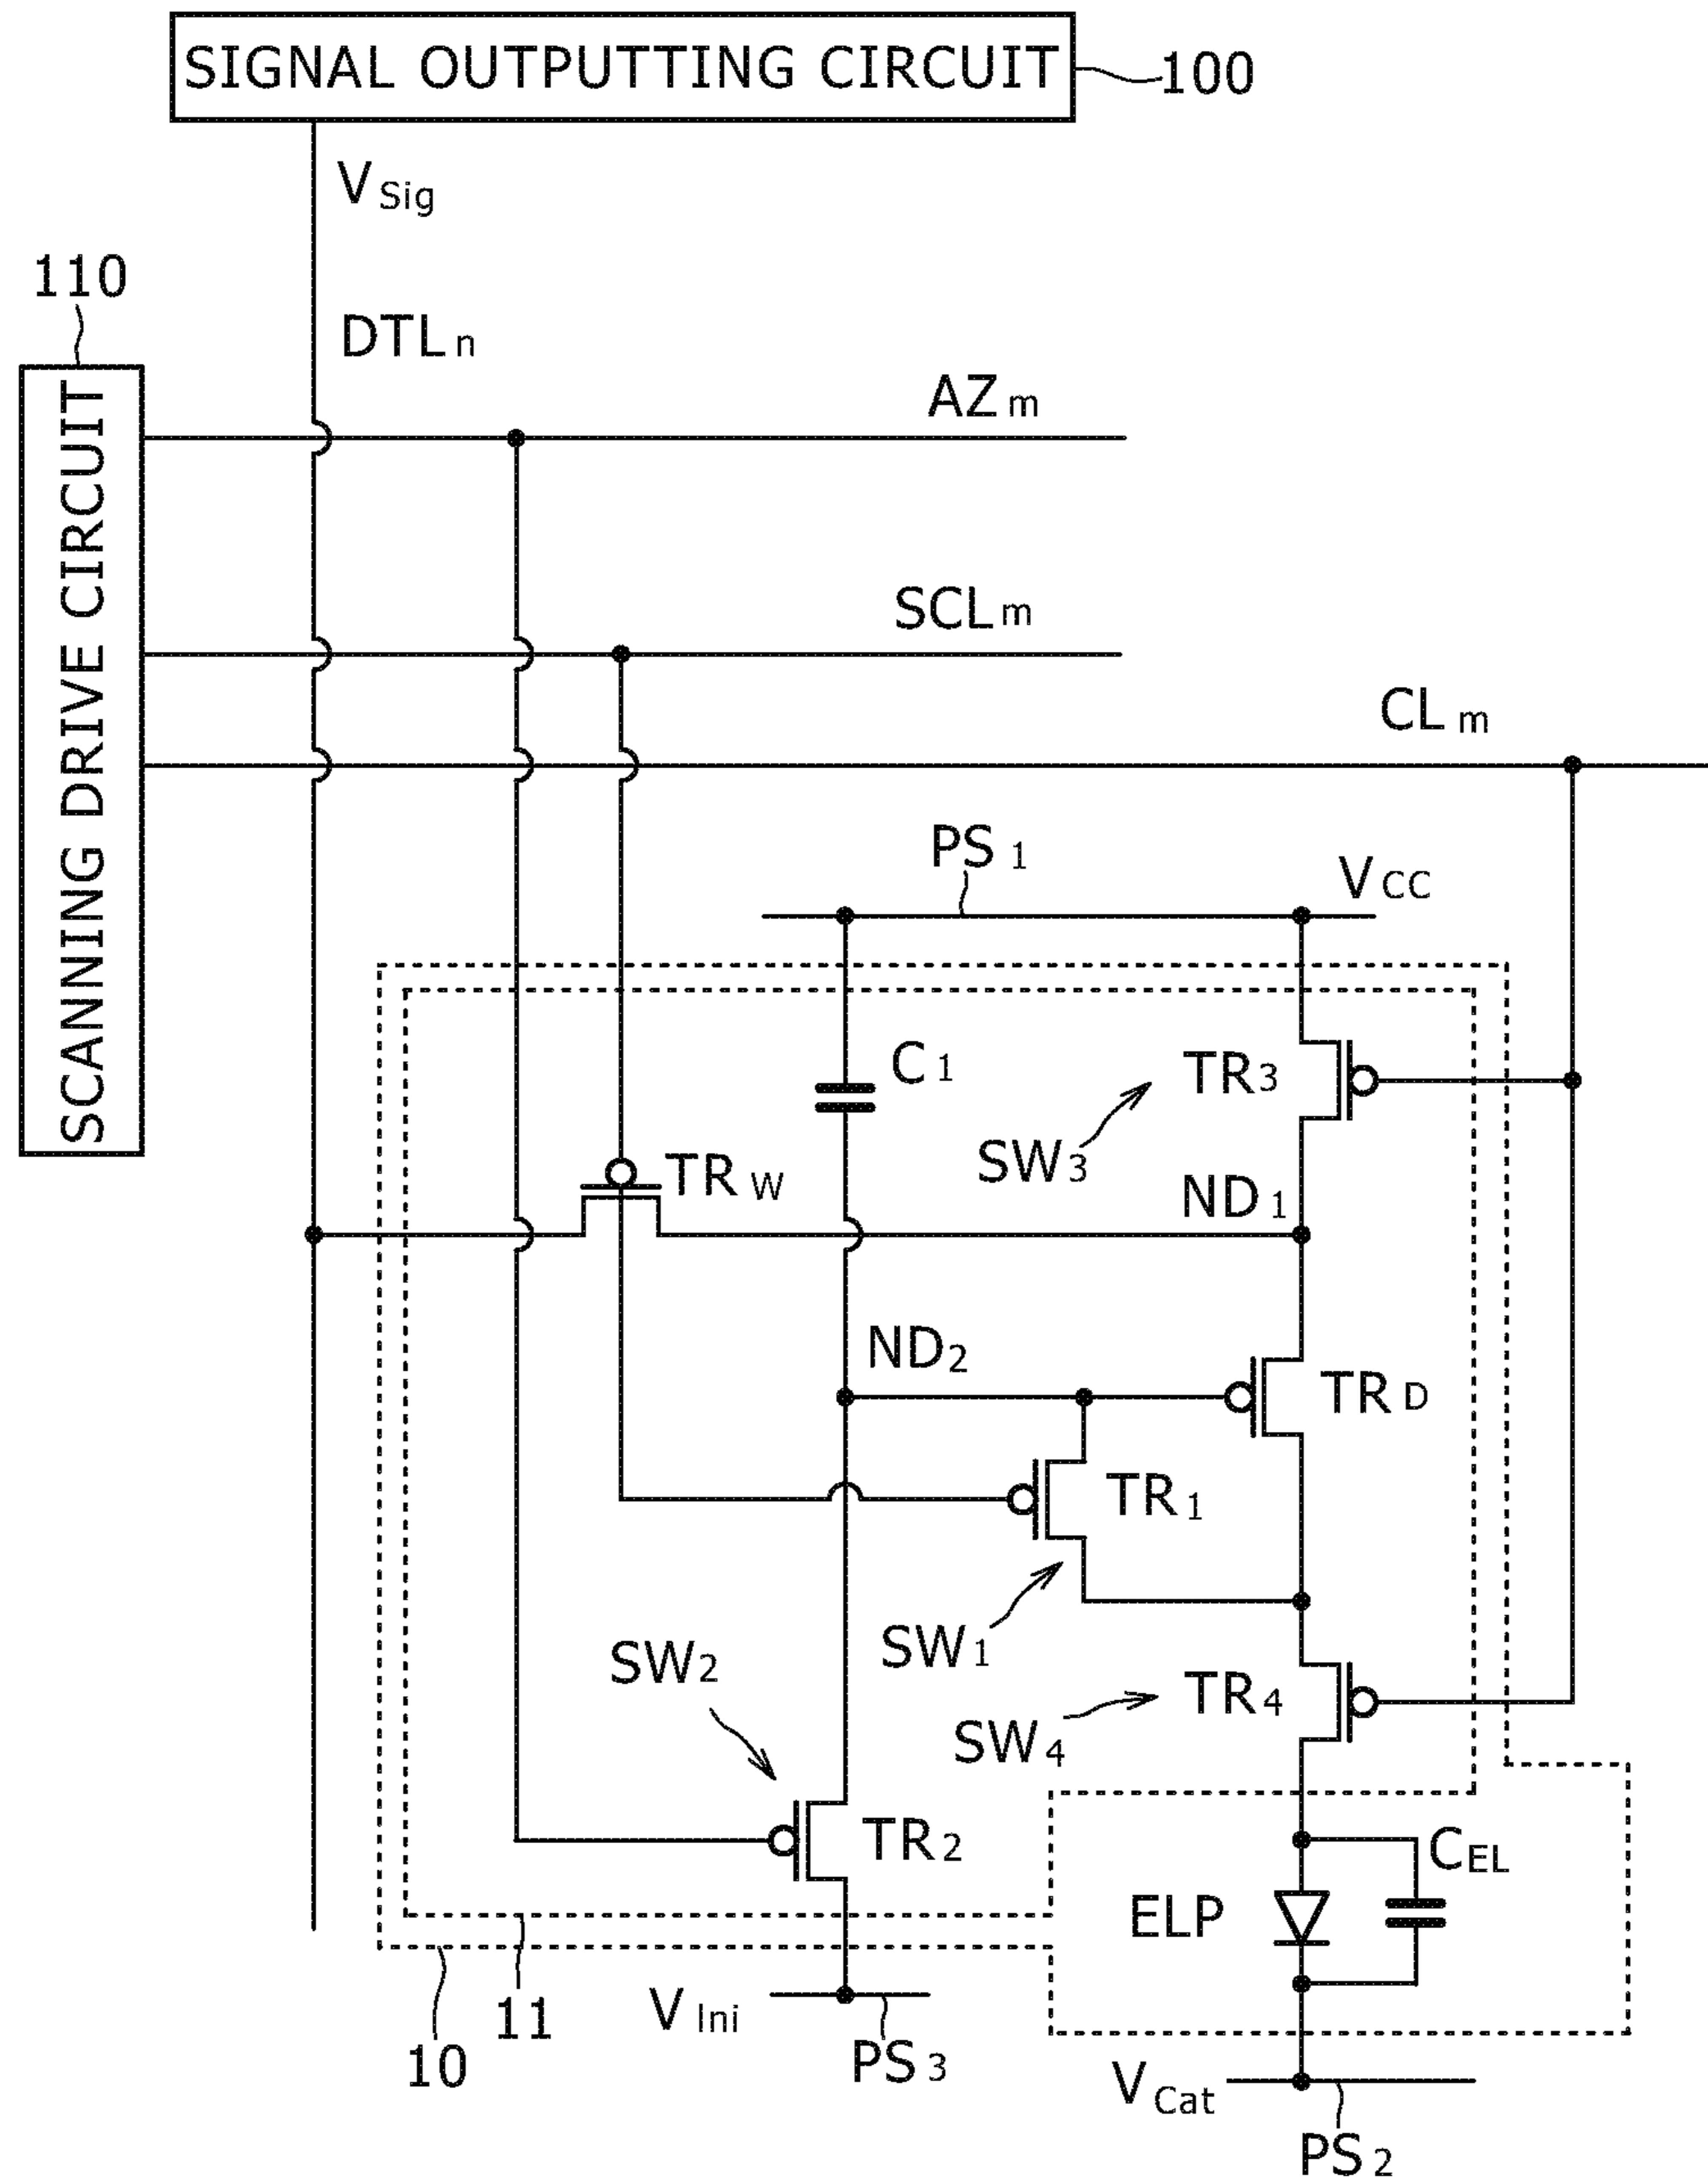 SIGNAL OUTPUTTING CIRCUIT
100
VSig
110
DTLn
AZm
SCANNING DRIVE CIRCUIT
SCLm
CLm
PS1
VCC
C1
TR3
SW3
TRW
ND1
ND2
TRD
TR1
SW1
SW2
TR4
SW4
TR2
CEL
ELP
11
VIni
10
PS3
VCat
PS2